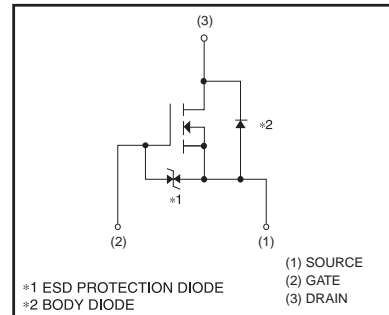 (3)
∗2
∗1
(2)
(1)
∗1 ESD PROTECTION DIODE
∗2 BODY DIODE
(1) SOURCE
(2) GATE
(3) DRAIN